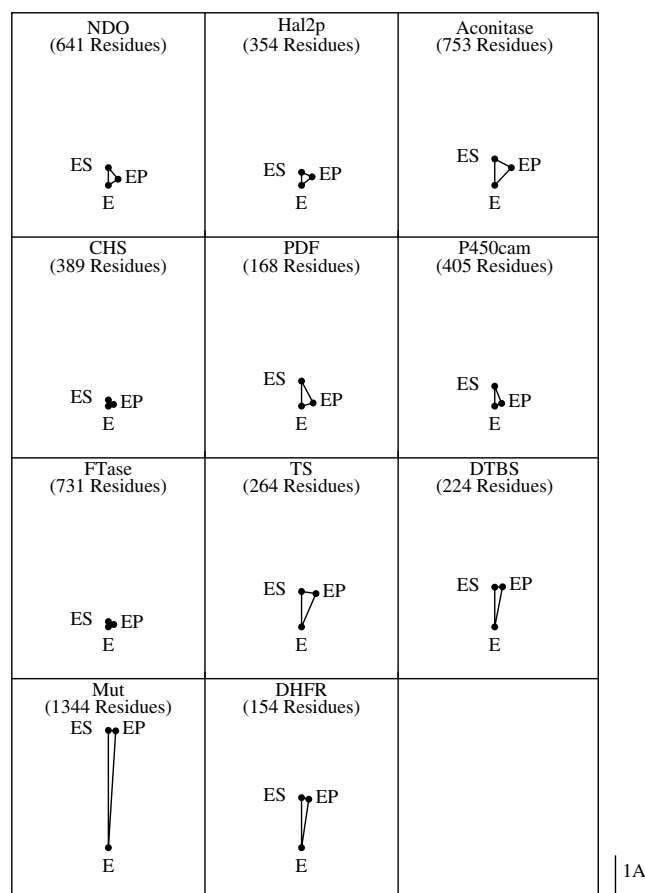 NDO
(641 Residues)
ES
EP
E
Hal2p
(354 Residues)
ES
EP
E
Aconitase
(753 Residues)
ES
EP
E
CHS
(389 Residues)
ES
EP
E
PDF
(168 Residues)
ES
EP
E
P450cam
(405 Residues)
ES
EP
E
FTase
(731 Residues)
ES
EP
E
TS
(264 Residues)
ES
EP
E
DTBS
(224 Residues)
ES
EP
E
Mut
(1344 Residues)
ES
EP
E
DHFR
(154 Residues)
ES
EP
E
1A